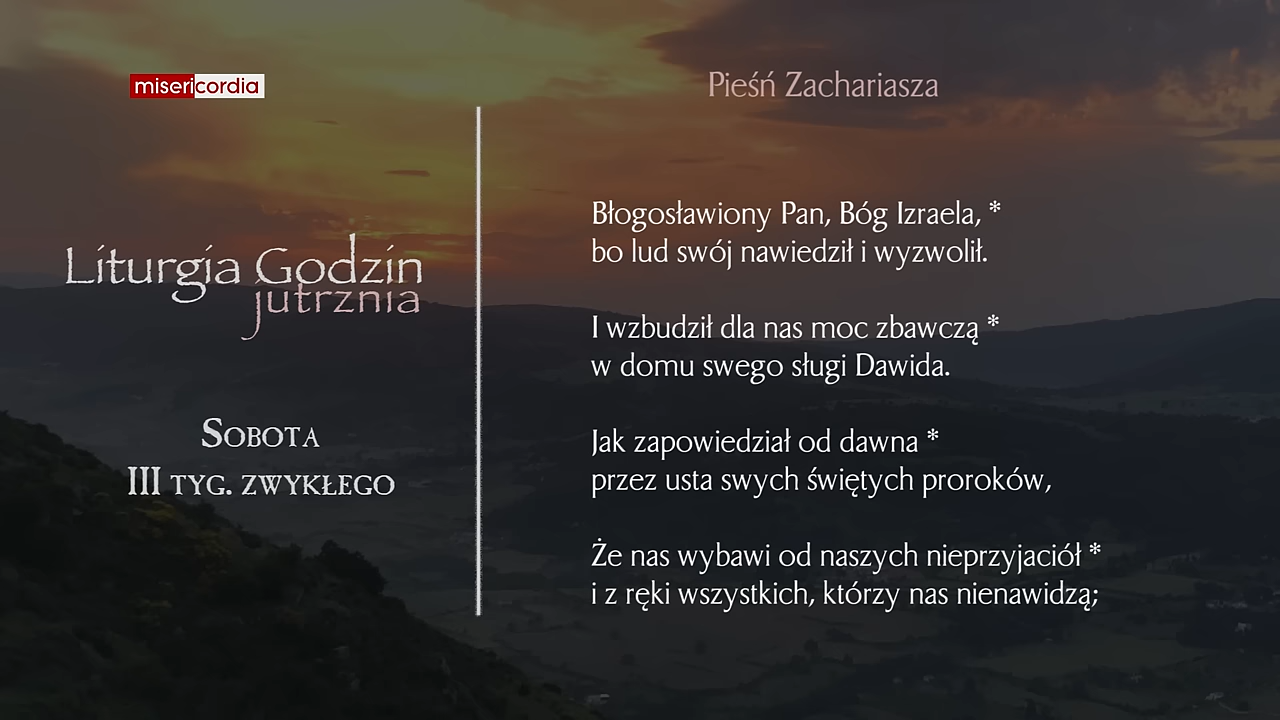 misericordia
Liturgia Godzin
jutrznia
Sobota
III tyg. zwykłego
Pieśń Zachariasza
Błogosławiony Pan, Bóg Izraela, *
bo lud swój nawiedził i wyzwolił.
I wzbudził dla nas moc zbawczą *
w domu swego sługi Dawida.
Jak zapowiedział od dawna *
przez usta swych świętych proroków,
Że nas wybawi od naszych nieprzyjaciół *
i z ręki wszystkich, którzy nas nienawidzą;